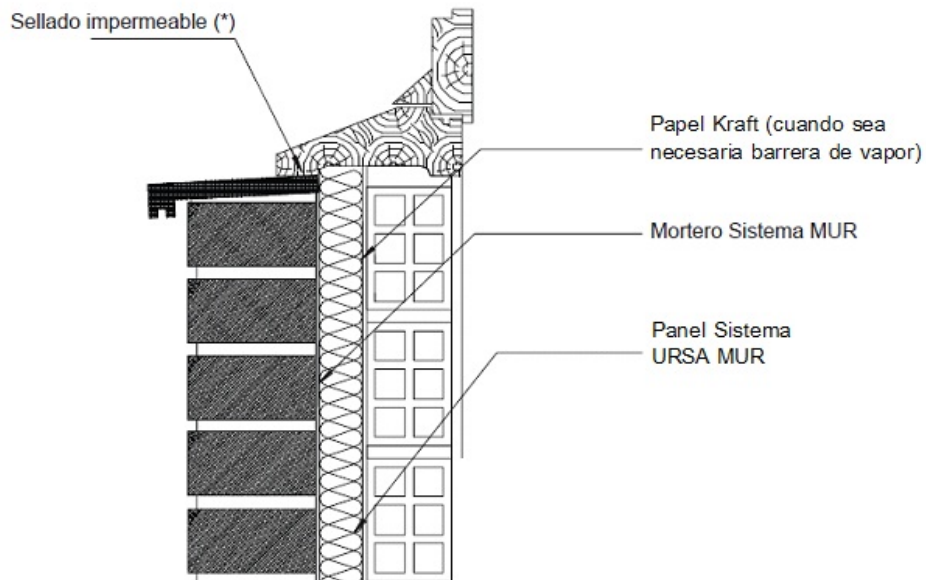 Sellado impermeable (*)
Papel Kraft (cuando sea
necesaria barrera de vapor)
Mortero Sistema MUR
Panel Sistema
URSA MUR